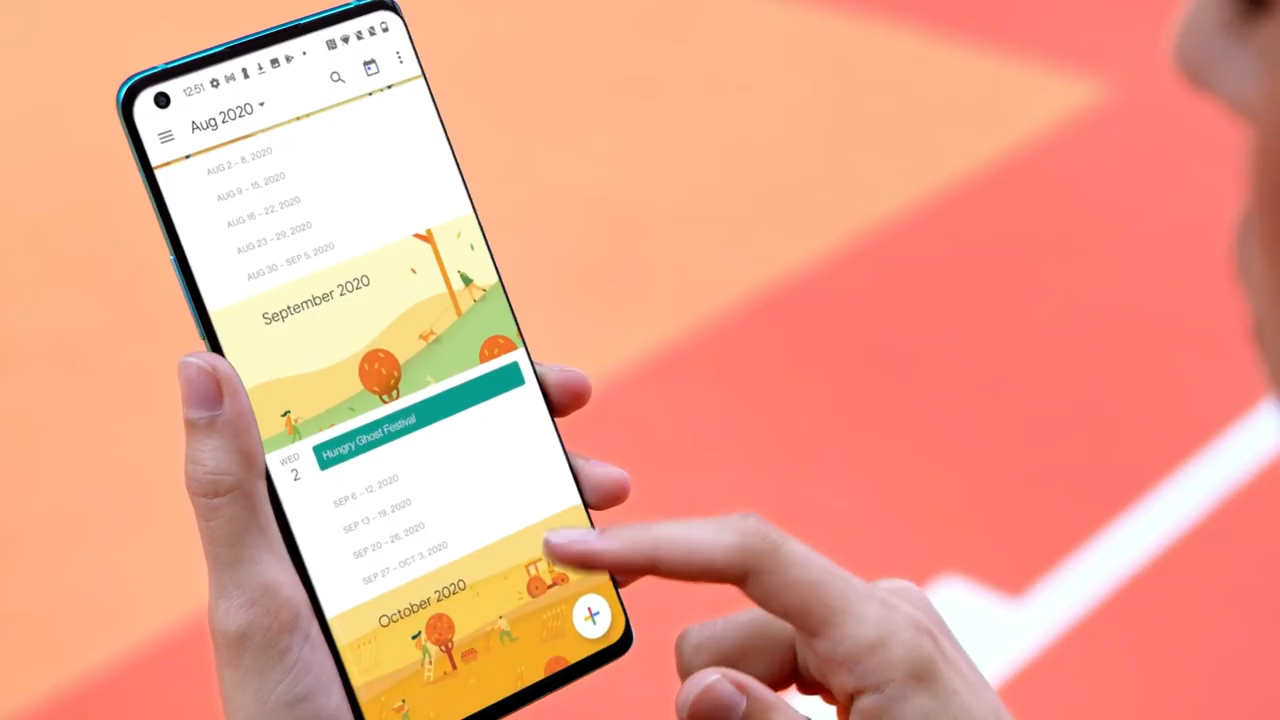 12:51
Aug 2020
AUG 2 – 8, 2020
AUG 9 – 15, 2020
AUG 16 – 22, 2020
AUG 23 – 29, 2020
AUG 30 – SEP 5, 2020
September 2020
WED
2
Hungry Ghost Festival
SEP 6 – 12, 2020
SEP 13 – 19, 2020
SEP 20 – 26, 2020
SEP 27 – OCT 3, 2020
October 2020